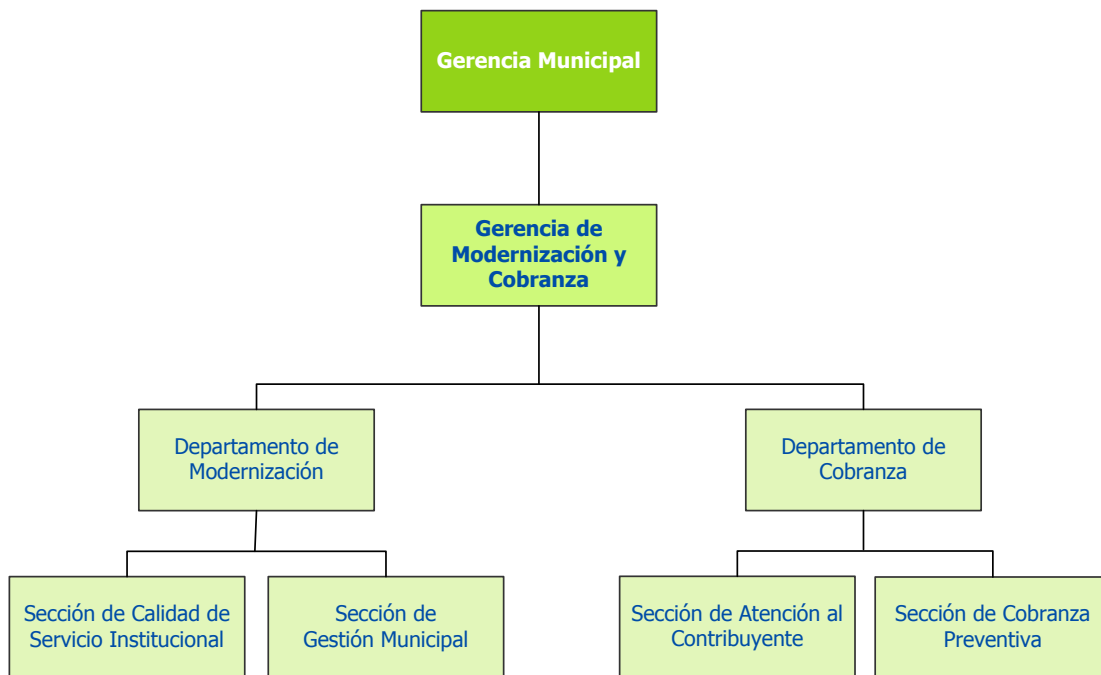 Gerencia Municipal
Gerencia de
Modernización y
Cobranza
Departamento de
Modernización
Departamento de
Cobranza
Sección de Calidad de
Servicio Institucional
Sección de
Gestión Municipal
Sección de Atención al
Contribuyente
Sección de Cobranza
Preventiva